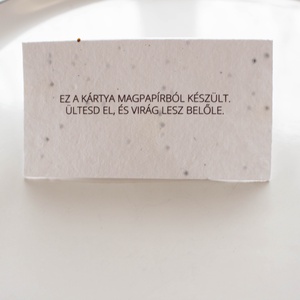 EZ A KÁRTYA MAGPAPÍRBÓL KÉSZÜLT.
ÜLTESD EL, ÉS VIRÁG LESZ BELŐLE.